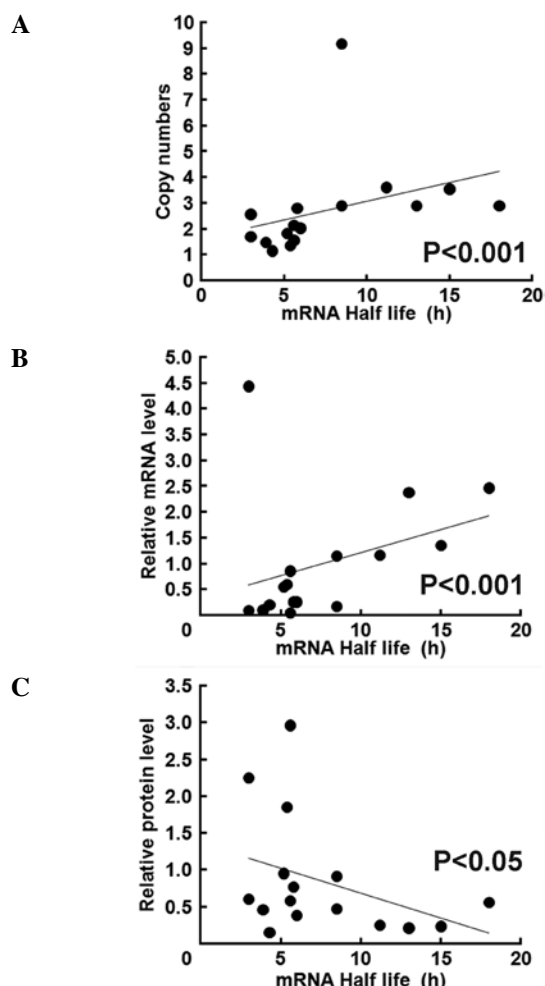 A
10
9
8
7
6
5
4
3
2
1
0
Copy numbers
P<0.001
0 5 10 15 20
mRNA Half life (h)
B
5.0
4.5
4.0
3.5
3.0
2.5
2.0
1.5
1.0
0.5
Relative mRNA level
P<0.001
0 5 10 15 20
mRNA Half life (h)
C
3.5
3.0
2.5
2.0
1.5
1.0
0.5
Relative protein level
P<0.05
0 5 10 15 20
mRNA Half life (h)